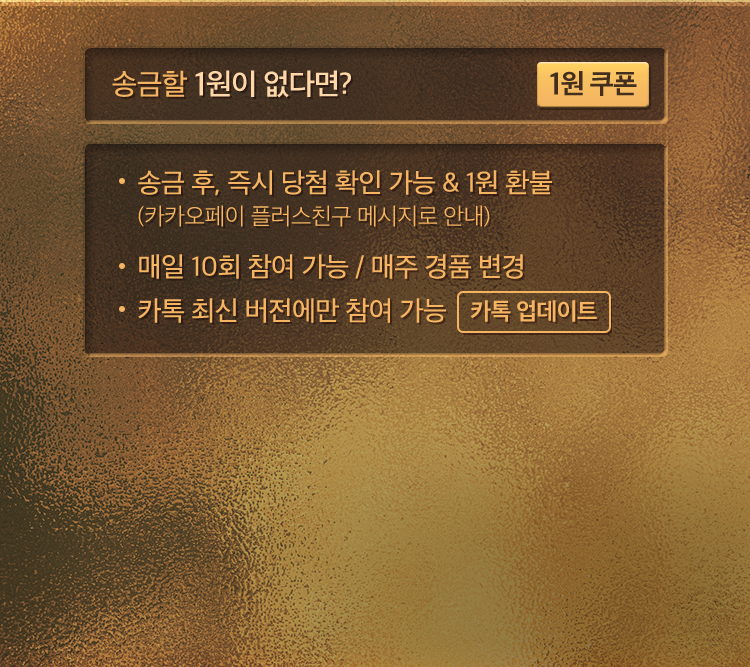 송금할 1원이 없다면? 1원 쿠폰
• 송금 후, 즉시 당첨 확인 가능 & 1원 환불
(카카오페이 플러스친구 메시지로 안내)
• 매일 10회 참여 가능 / 매주 경품 변경
• 카톡 최신 버전에만 참여 가능 카톡 업데이트